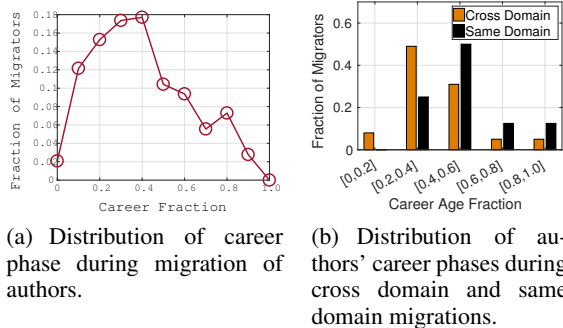 Fraction of Migrators
0.18
0.16
0.14
0.12
0.10
0.08
0.06
0.04
0.02
0
0
0.2
0.4
0.6
0.8
1.0
Career Fraction
(a) Distribution of career
phase during migration of
authors.
Cross Domain
Same Domain
Fraction of Migrators
0.6
0.4
0.2
0
[0,0.2]
[0.2,0.4]
[0.4,0.6]
[0.6,0.8]
[0.8,1.0]
Career Age Fraction
(b) Distribution of au-
thors' career phases during
cross domain and same
domain migrations.